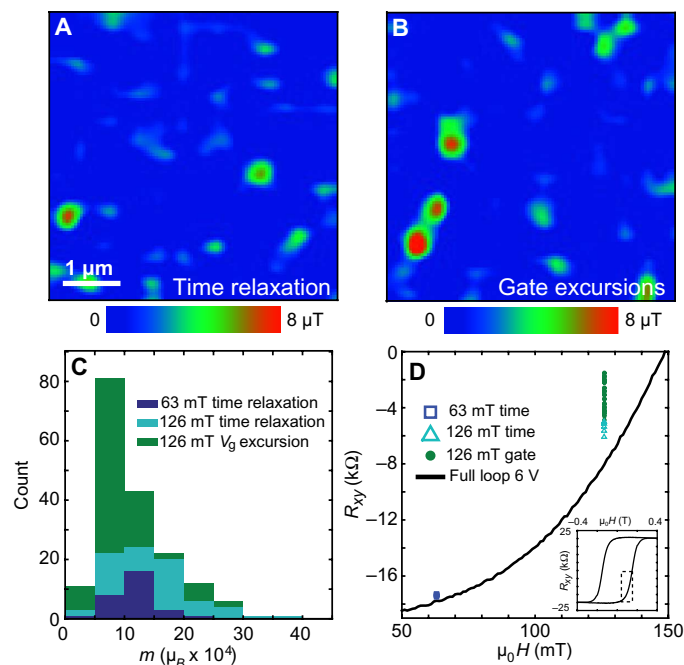 A
1 μm
Time relaxation
B
Gate excursions
0
8 μT
0
8 μT
C
63 mT time relaxation
126 mT time relaxation
126 mT Vg excursion
80
60
40
20
0
Count
0
10
20
30
40
m (μB x 10⁴)
D
63 mT time
126 mT time
126 mT gate
Full loop 6 V
0
−4
−8
−12
−16
Rxy (kΩ)
50
100
150
μ₀H (mT)
−0.4
μ₀H (T)
0.4
25
−25
Rxy (kΩ)